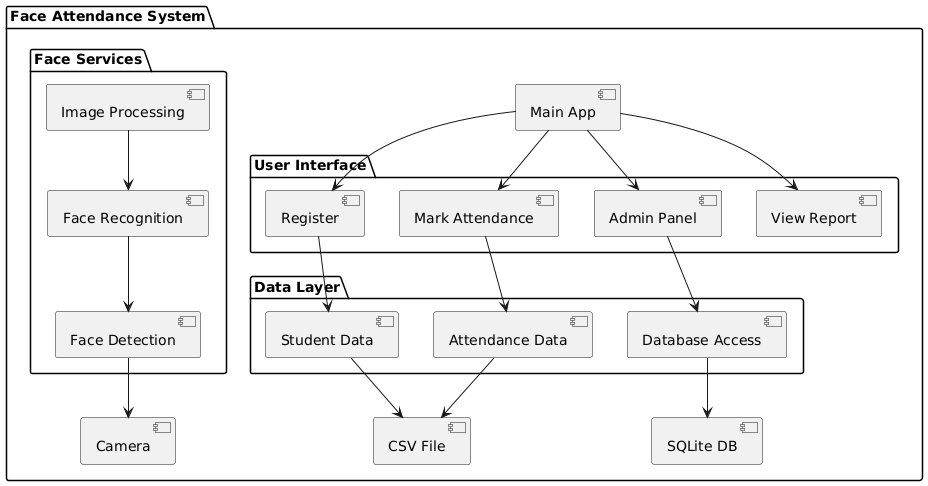 Face Attendance System
Face Services
Image Processing
Main App
User Interface
Face Recognition
Register
Mark Attendance
Admin Panel
View Report
Data Layer
Face Detection
Student Data
Attendance Data
Database Access
Camera
CSV File
SQLite DB